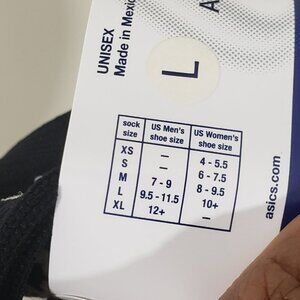 UNISEX
Made in Mexico
A
L
sock size | US Men's shoe size | US Women's shoe size
XS | — | 4 - 5.5
S | — | 6 - 7.5
M | 7 - 9 | 8 - 9.5
L | 9.5 - 11.5 | 10+
XL | 12+ | —
asics.com